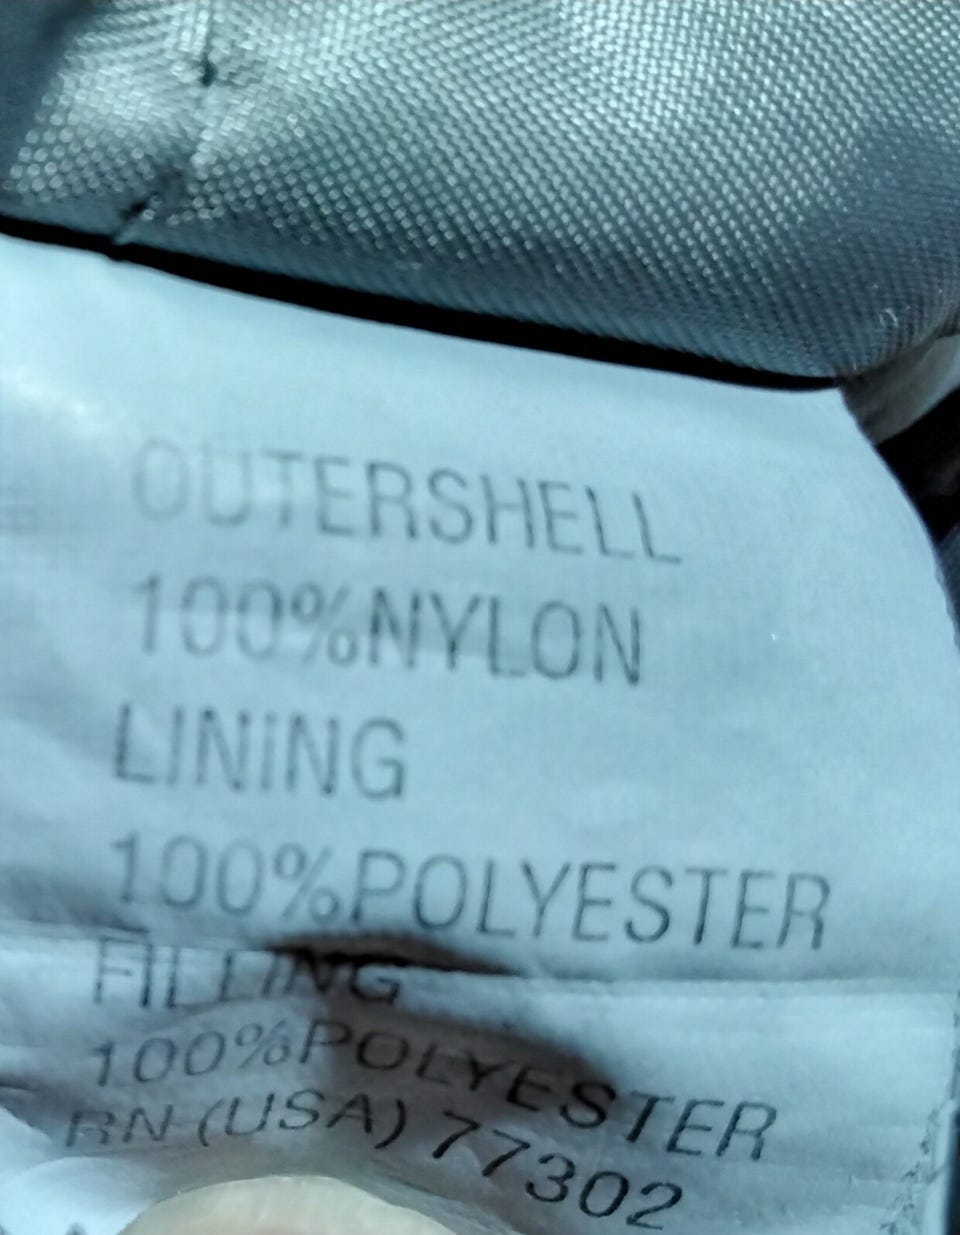 OUTERSHELL
100%NYLON
LINiNG
100%POLYESTER
FILLING
100%POLYESTER
RN (USA) 77302